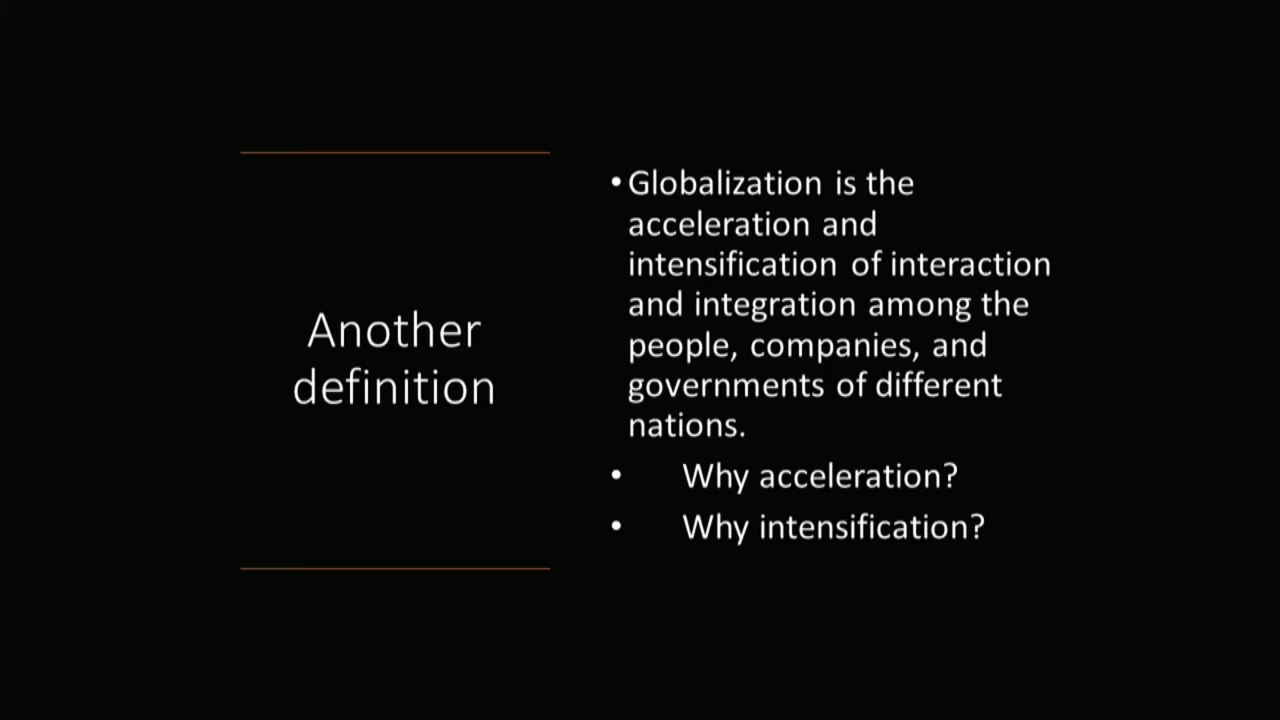 Another
definition
• Globalization is the
acceleration and
intensification of interaction
and integration among the
people, companies, and
governments of different
nations.
• Why acceleration?
• Why intensification?